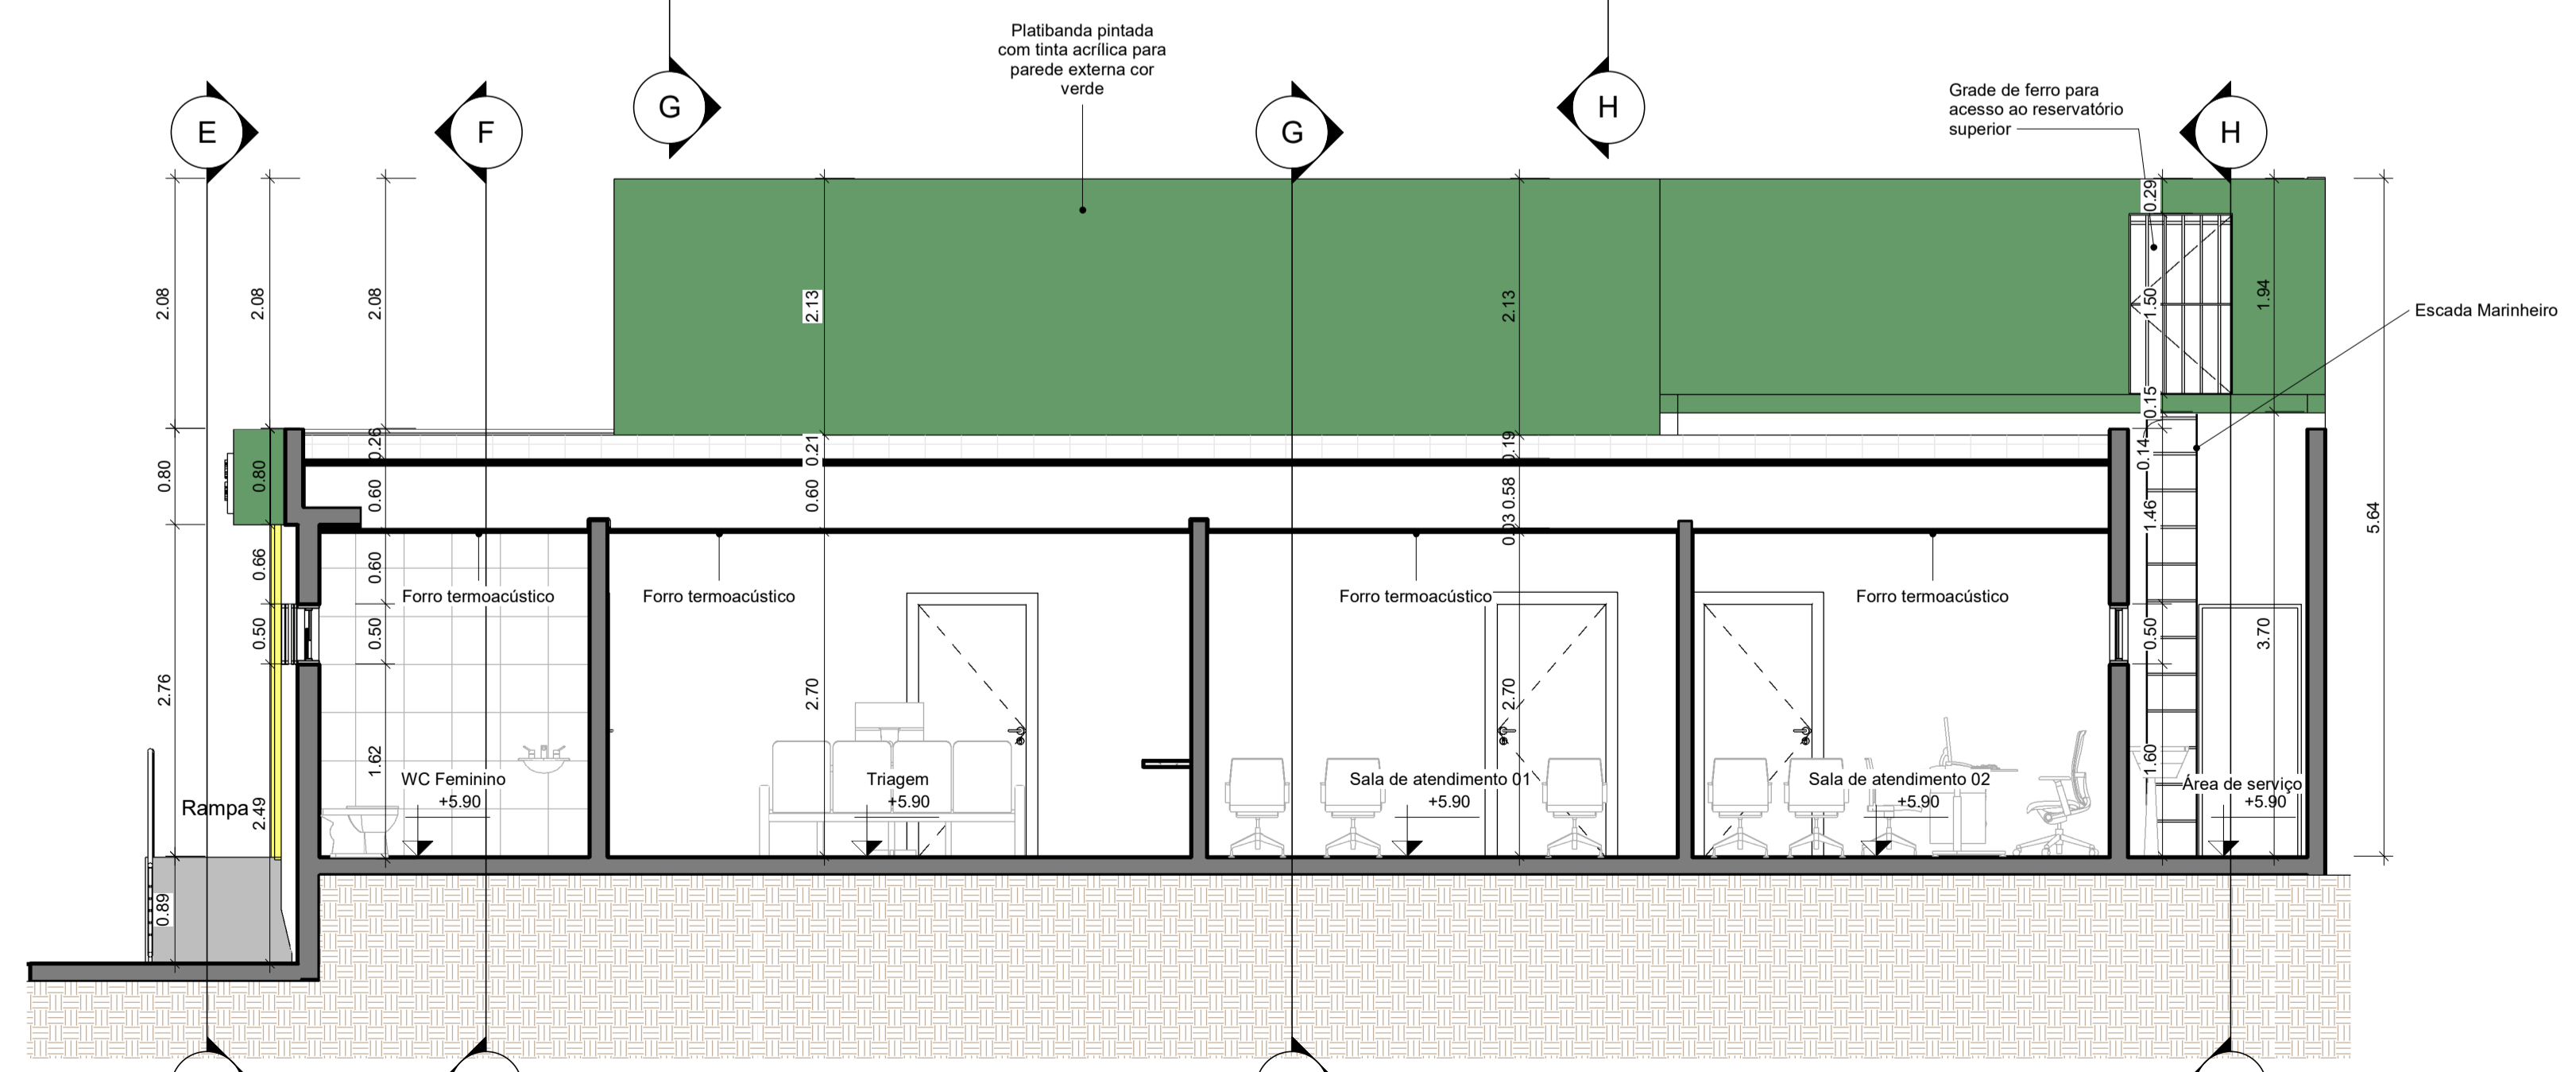 Platibanda pintada
com tinta acrílica para
parede externa cor
verde
Grade de ferro para
acesso ao reservatório
superior
E
F
G
G
H
H
Escada Marinheiro
2.08
2.08
2.08
2.13
2.13
0.29
1.50
1.94
5.64
0.80
0.80
0.26
0.60
0.21
0.60
0.19
0.58
0.03
0.15
0.14
1.46
0.66
0.60
0.50
0.50
0.50
3.70
2.76
2.70
2.70
1.62
1.60
2.49
0.89
Forro termoacústico
Forro termoacústico
Forro termoacústico
Forro termoacústico
Rampa
WC Feminino
+5.90
Triagem
+5.90
Sala de atendimento 01
+5.90
Sala de atendimento 02
+5.90
Área de serviço
+5.90